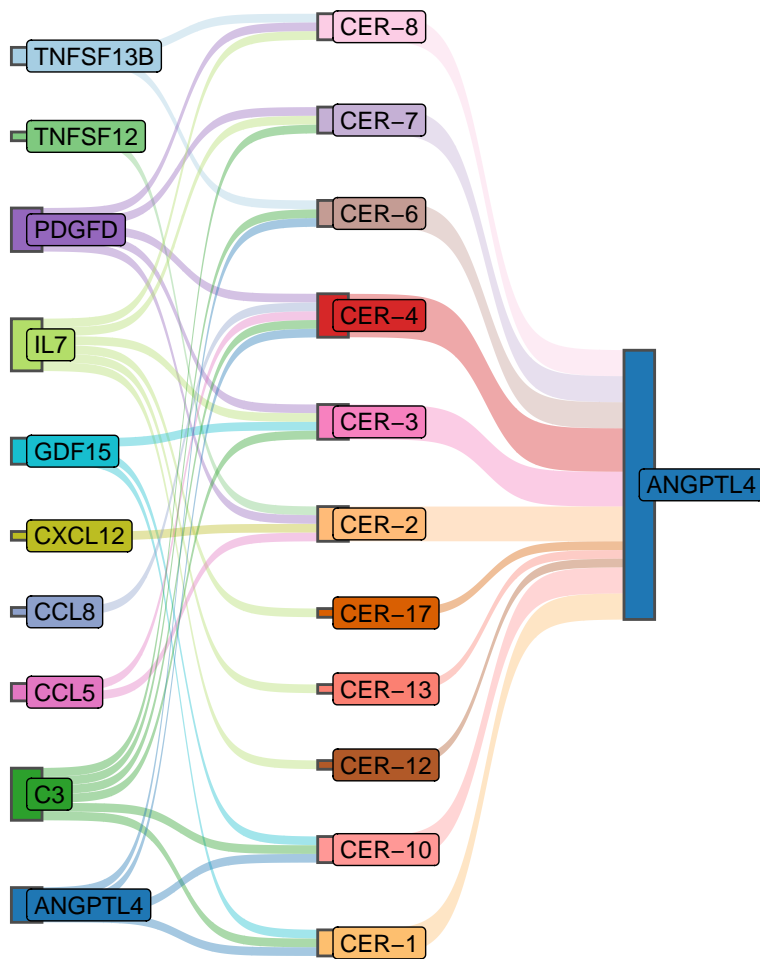 TNFSF13B
TNFSF12
PDGFD
IL7
GDF15
CXCL12
CCL8
CCL5
C3
ANGPTL4
CER−8
CER−7
CER−6
CER−4
CER−3
CER−2
CER−17
CER−13
CER−12
CER−10
CER−1
ANGPTL4